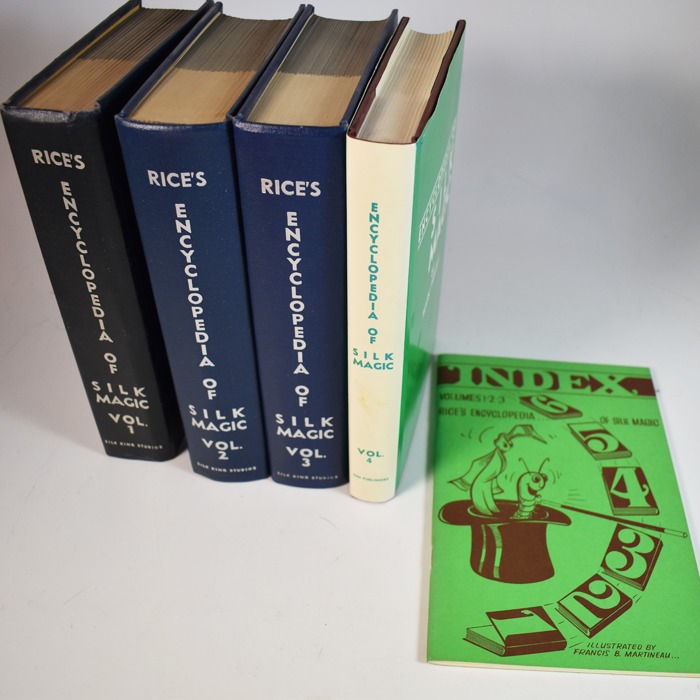 RICE'S
ENCYCLOPEDIA OF
SILK
MAGIC
VOL.
1
SILK KING STUDIOS
RICE'S
ENCYCLOPEDIA OF
SILK
MAGIC
VOL.
2
SILK KING STUDIOS
RICE'S
ENCYCLOPEDIA OF
SILK
MAGIC
VOL.
3
SILK KING STUDIOS
ENCYCLOPEDIA OF
SILK
MAGIC
VOL.
4
INDEX
VOLUMES 1·2·3
RICE'S ENCYCLOPEDIA... OF SILK MAGIC
6
5
4
3
2
1
ILLUSTRATED BY
FRANCIS B. MARTINEAU...